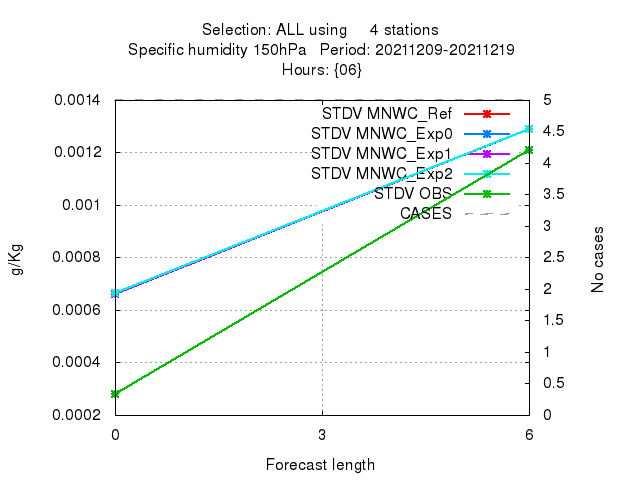 Selection: ALL using     4 stations
Specific humidity 150hPa   Period: 20211209-20211219
Hours: {06}
0.0014
0.0012
0.001
0.0008
0.0006
0.0004
0.0002
g/Kg
STDV MNWC_Ref
STDV MNWC_Exp0
STDV MNWC_Exp1
STDV MNWC_Exp2
STDV OBS
CASES
5
4.5
4
3.5
3
2.5
2
1.5
1
0.5
0
No cases
0
3
6
Forecast length